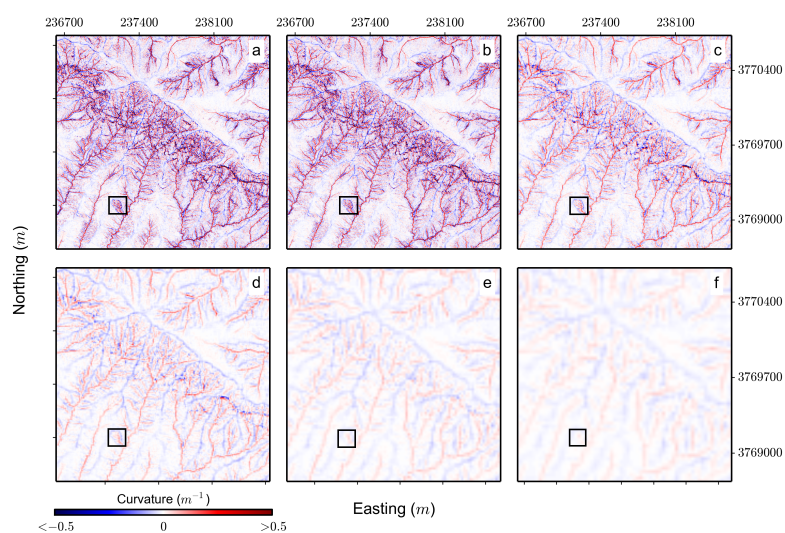 236700 237400 238100 236700 237400 238100 236700 237400 238100
a b c
3770400
3769700
3769000
d e f
3770400
3769700
3769000
Northing (m)
Curvature (m⁻¹)
<−0.5 0 >0.5
Easting (m)